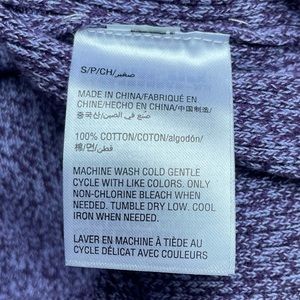 S/P/CH/صغير
MADE IN CHINA/FABRIQUÉ EN
CHINE/HECHO EN CHINA/中国制造/
중국산/صنع في الصين
100% COTTON/COTON/algodón/
棉/면/قطن
MACHINE WASH COLD GENTLE
CYCLE WITH LIKE COLORS. ONLY
NON-CHLORINE BLEACH WHEN
NEEDED. TUMBLE DRY LOW. COOL
IRON WHEN NEEDED.
LAVER EN MACHINE À TIÈDE AU
CYCLE DÉLICAT AVEC COULEURS